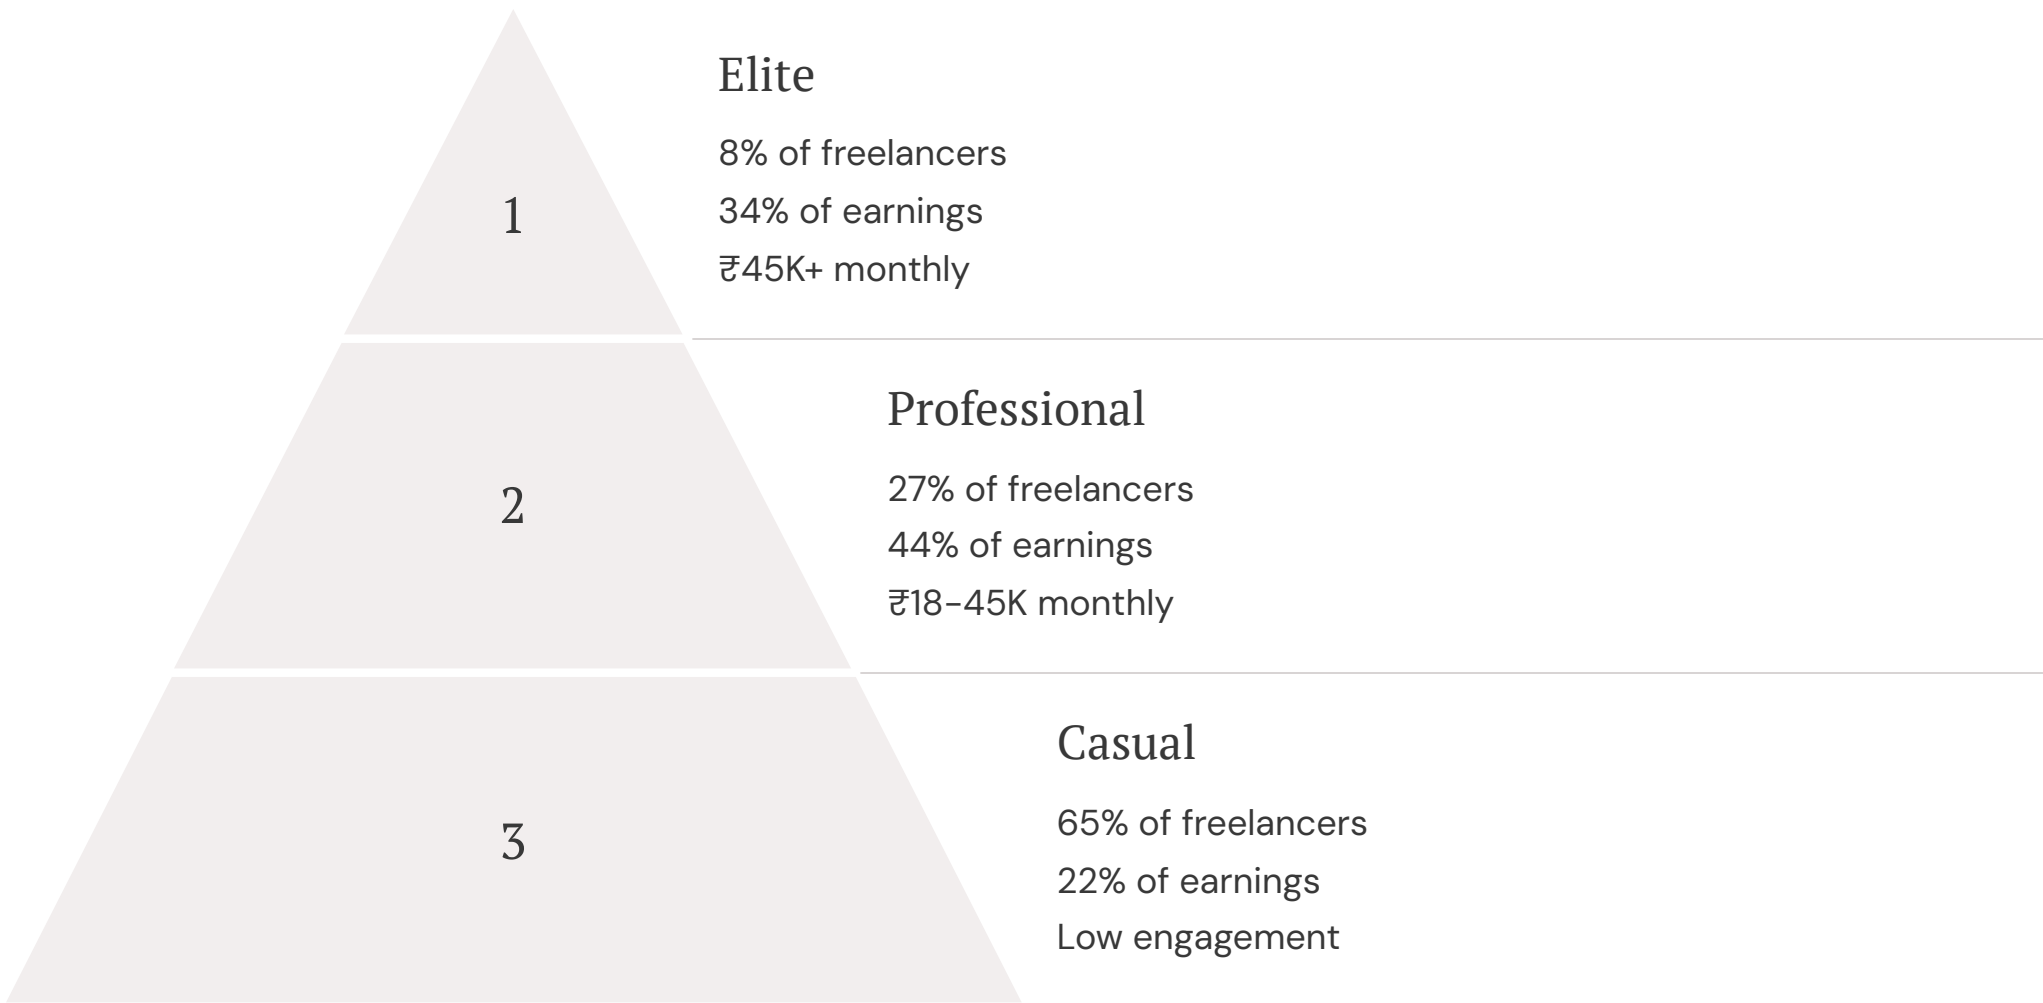 1
Elite
8% of freelancers
34% of earnings
₹45K+ monthly
2
Professional
27% of freelancers
44% of earnings
₹18-45K monthly
3
Casual
65% of freelancers
22% of earnings
Low engagement